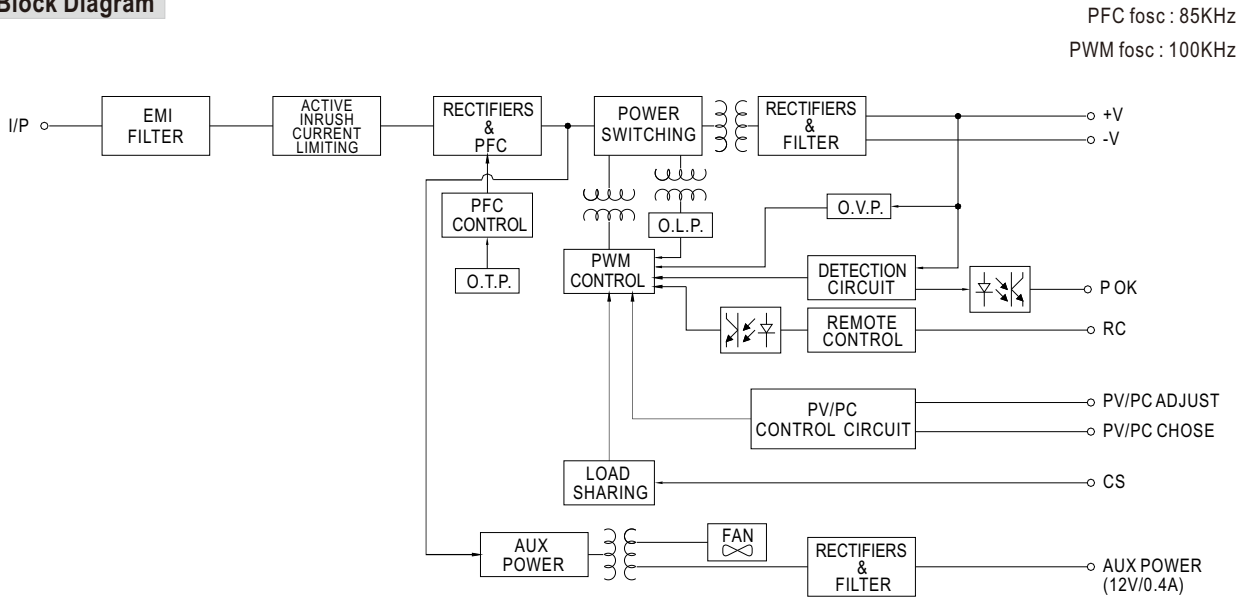 Block Diagram
PFC fosc : 85KHz
PWM fosc : 100KHz
I/P
EMI
FILTER
ACTIVE
INRUSH
CURRENT
LIMITING
RECTIFIERS
&
PFC
POWER
SWITCHING
RECTIFIERS
&
FILTER
+V
-V
PFC
CONTROL
O.T.P.
O.L.P.
O.V.P.
PWM
CONTROL
DETECTION
CIRCUIT
P OK
REMOTE
CONTROL
RC
PV/PC
CONTROL CIRCUIT
PV/PC ADJUST
PV/PC CHOSE
LOAD
SHARING
CS
AUX
POWER
FAN
RECTIFIERS
&
FILTER
AUX POWER
(12V/0.4A)